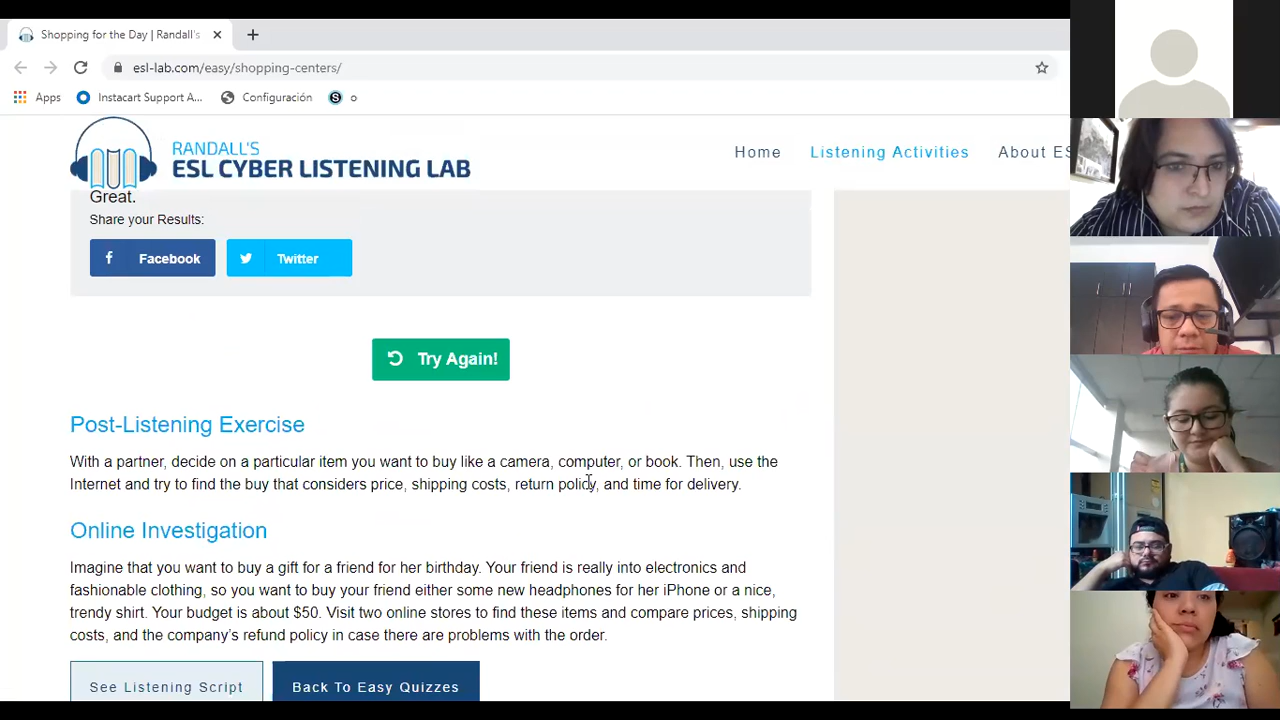 Shopping for the Day | Randall's
esl-lab.com/easy/shopping-centers/
Apps Instacart Support A... Configuración S o
RANDALL'S
ESL CYBER LISTENING LAB
Home Listening Activities About ES
Great.
Share your Results:
Facebook Twitter
Try Again!
Post-Listening Exercise
With a partner, decide on a particular item you want to buy like a camera, computer, or book. Then, use the
Internet and try to find the buy that considers price, shipping costs, return policy, and time for delivery.
Online Investigation
Imagine that you want to buy a gift for a friend for her birthday. Your friend is really into electronics and
fashionable clothing, so you want to buy your friend either some new headphones for her iPhone or a nice,
trendy shirt. Your budget is about $50. Visit two online stores to find these items and compare prices, shipping
costs, and the company's refund policy in case there are problems with the order.
See Listening Script Back To Easy Quizzes